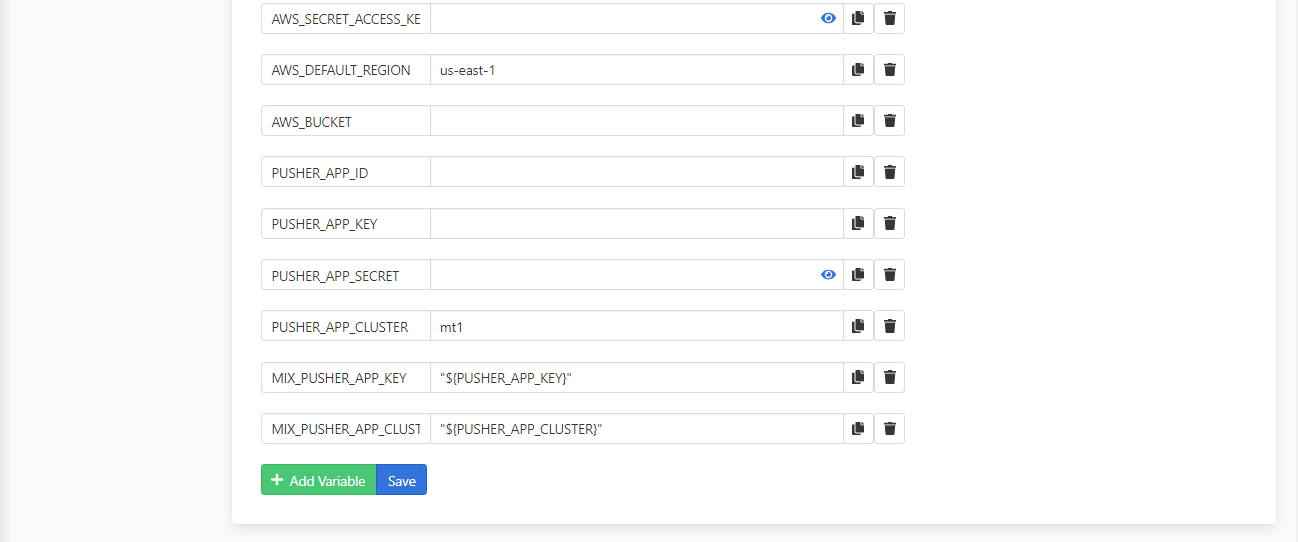 AWS_SECRET_ACCESS_KE
AWS_DEFAULT_REGION us-east-1
AWS_BUCKET
PUSHER_APP_ID
PUSHER_APP_KEY
PUSHER_APP_SECRET
PUSHER_APP_CLUSTER mt1
MIX_PUSHER_APP_KEY "${PUSHER_APP_KEY}"
MIX_PUSHER_APP_CLUST "${PUSHER_APP_CLUSTER}"
Add Variable Save